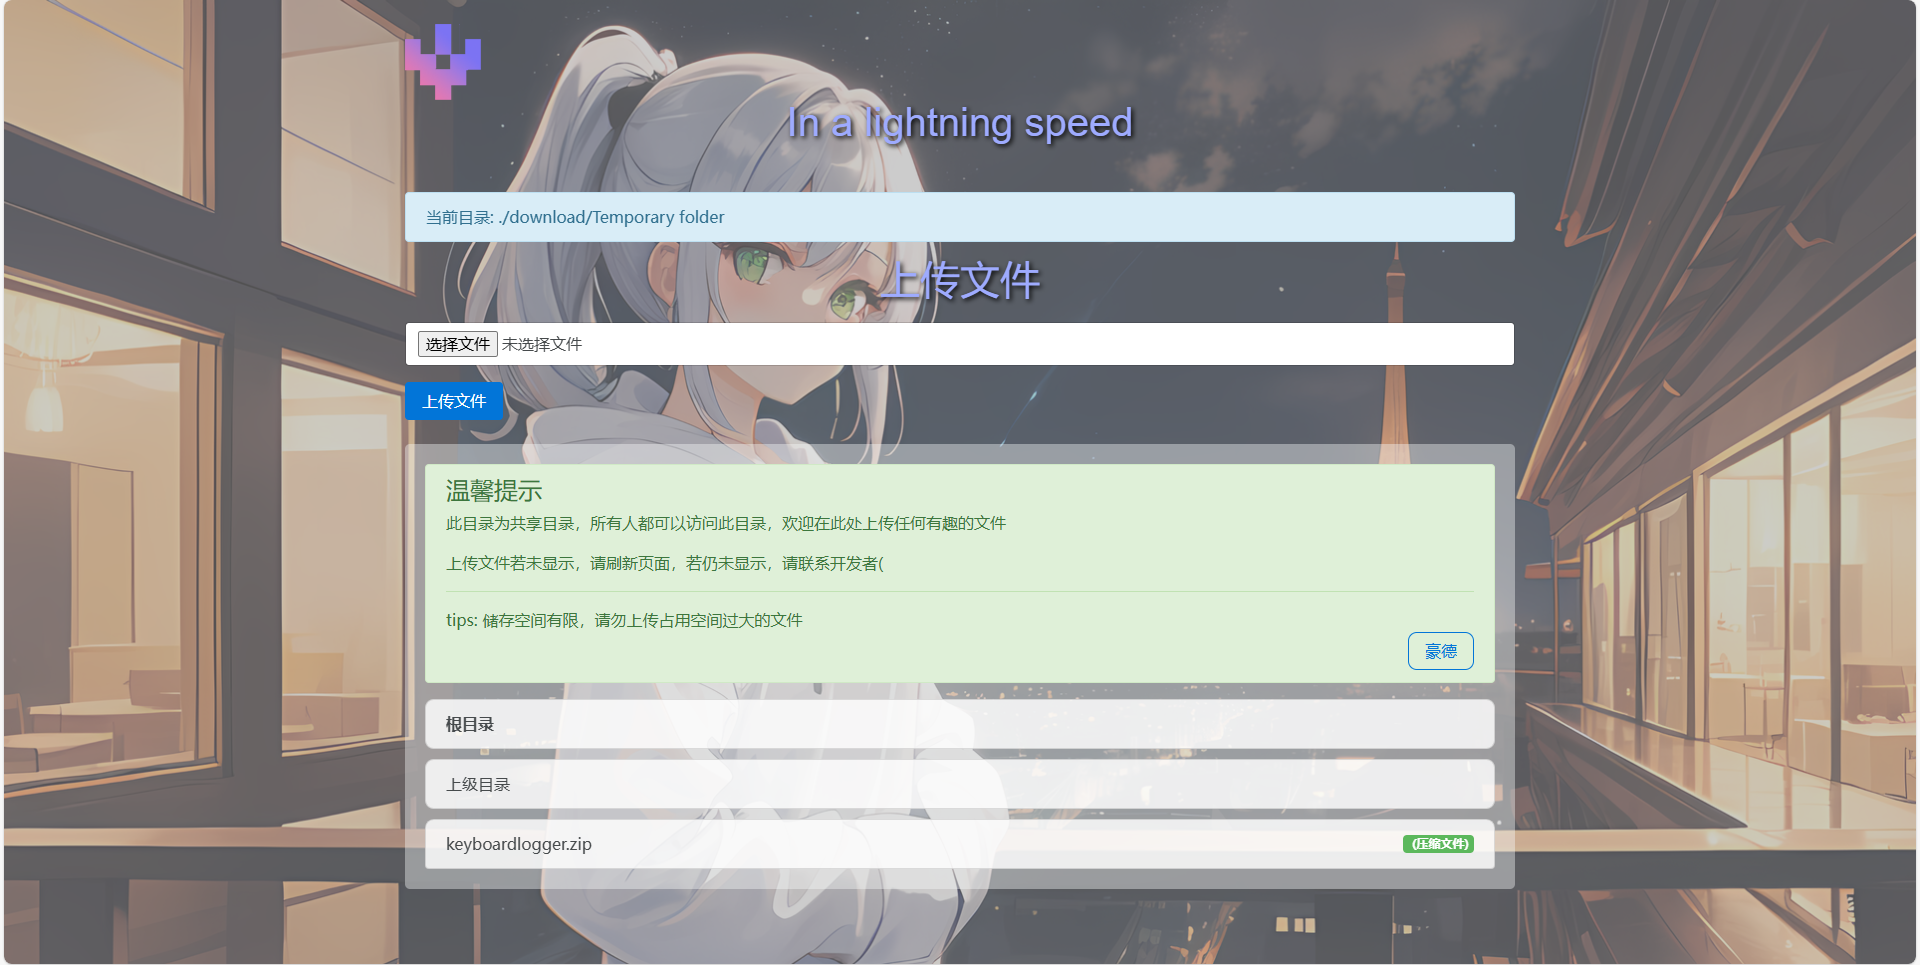 In a lightning speed
当前目录: ./download/Temporary folder
上传文件
选择文件 未选择文件
上传文件
温馨提示
此目录为共享目录，所有人都可以访问此目录，欢迎在此处上传任何有趣的文件
上传文件若未显示，请刷新页面，若仍未显示，请联系开发者(
tips: 储存空间有限，请勿上传占用空间过大的文件
豪德
根目录
上级目录
keyboardlogger.zip (压缩文件)